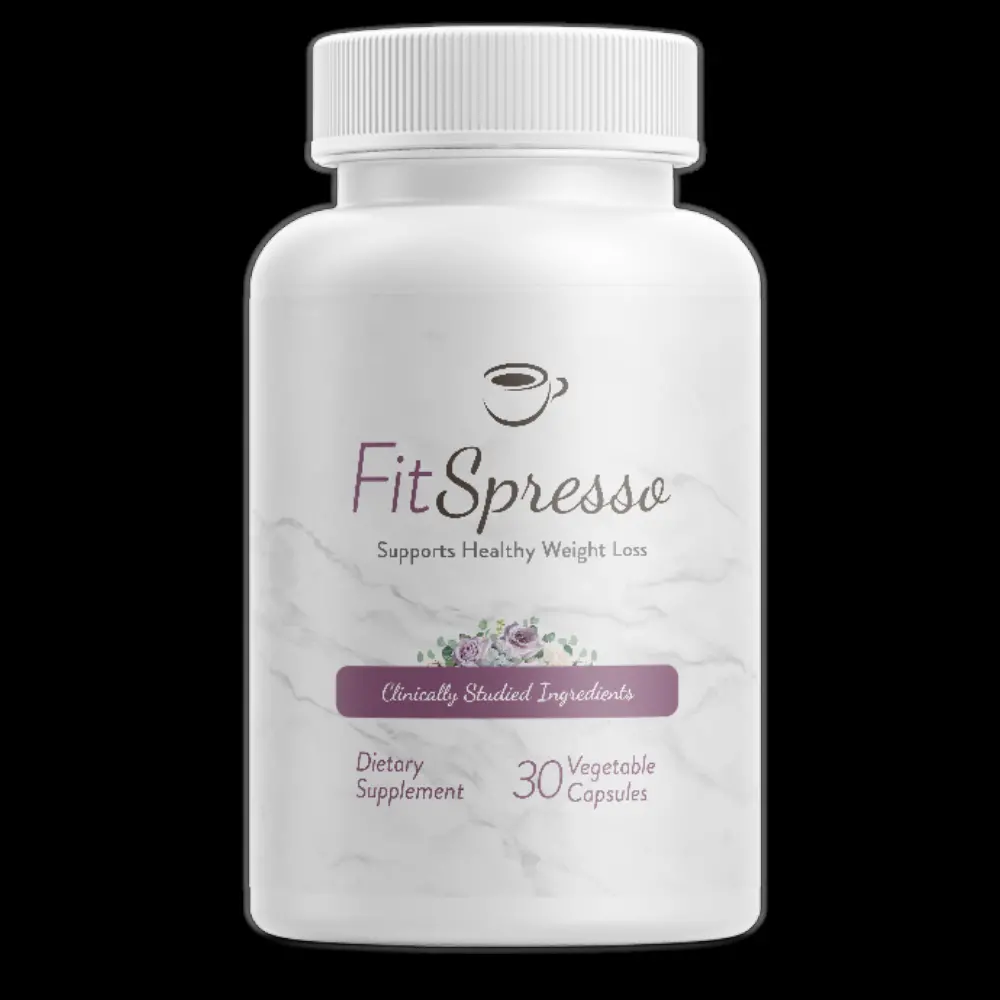 FitSpresso
Supports Healthy Weight Loss
Clinically Studied Ingredients
Dietary
Supplement
30 Vegetable
Capsules